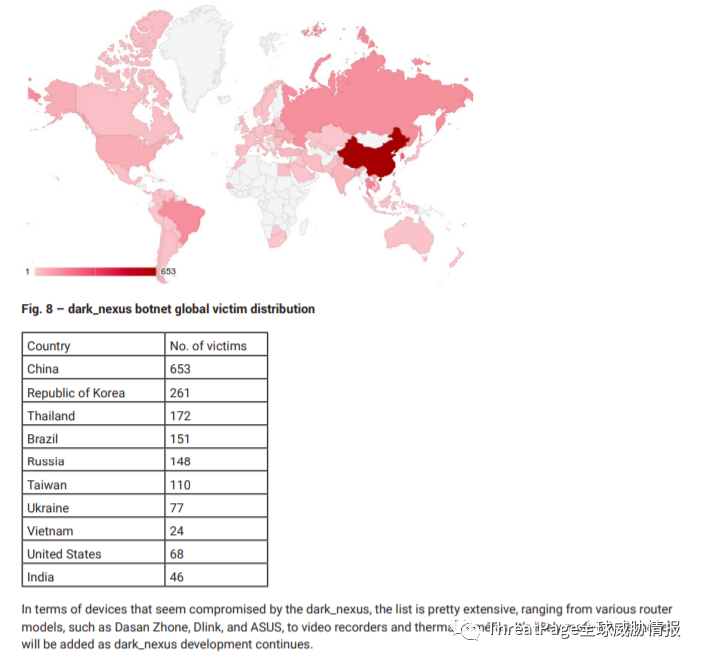 1
653
Fig. 8 – dark_nexus botnet global victim distribution
Country No. of victims
China 653
Republic of Korea 261
Thailand 172
Brazil 151
Russia 148
Taiwan 110
Ukraine 77
Vietnam 24
United States 68
India 46
In terms of devices that seem compromised by the dark_nexus, the list is pretty extensive, ranging from various router
models, such as Dasan Zhone, Dlink, and ASUS, to video recorders and
will be added as dark_nexus development continues.
ThreatPage全球威胁情报